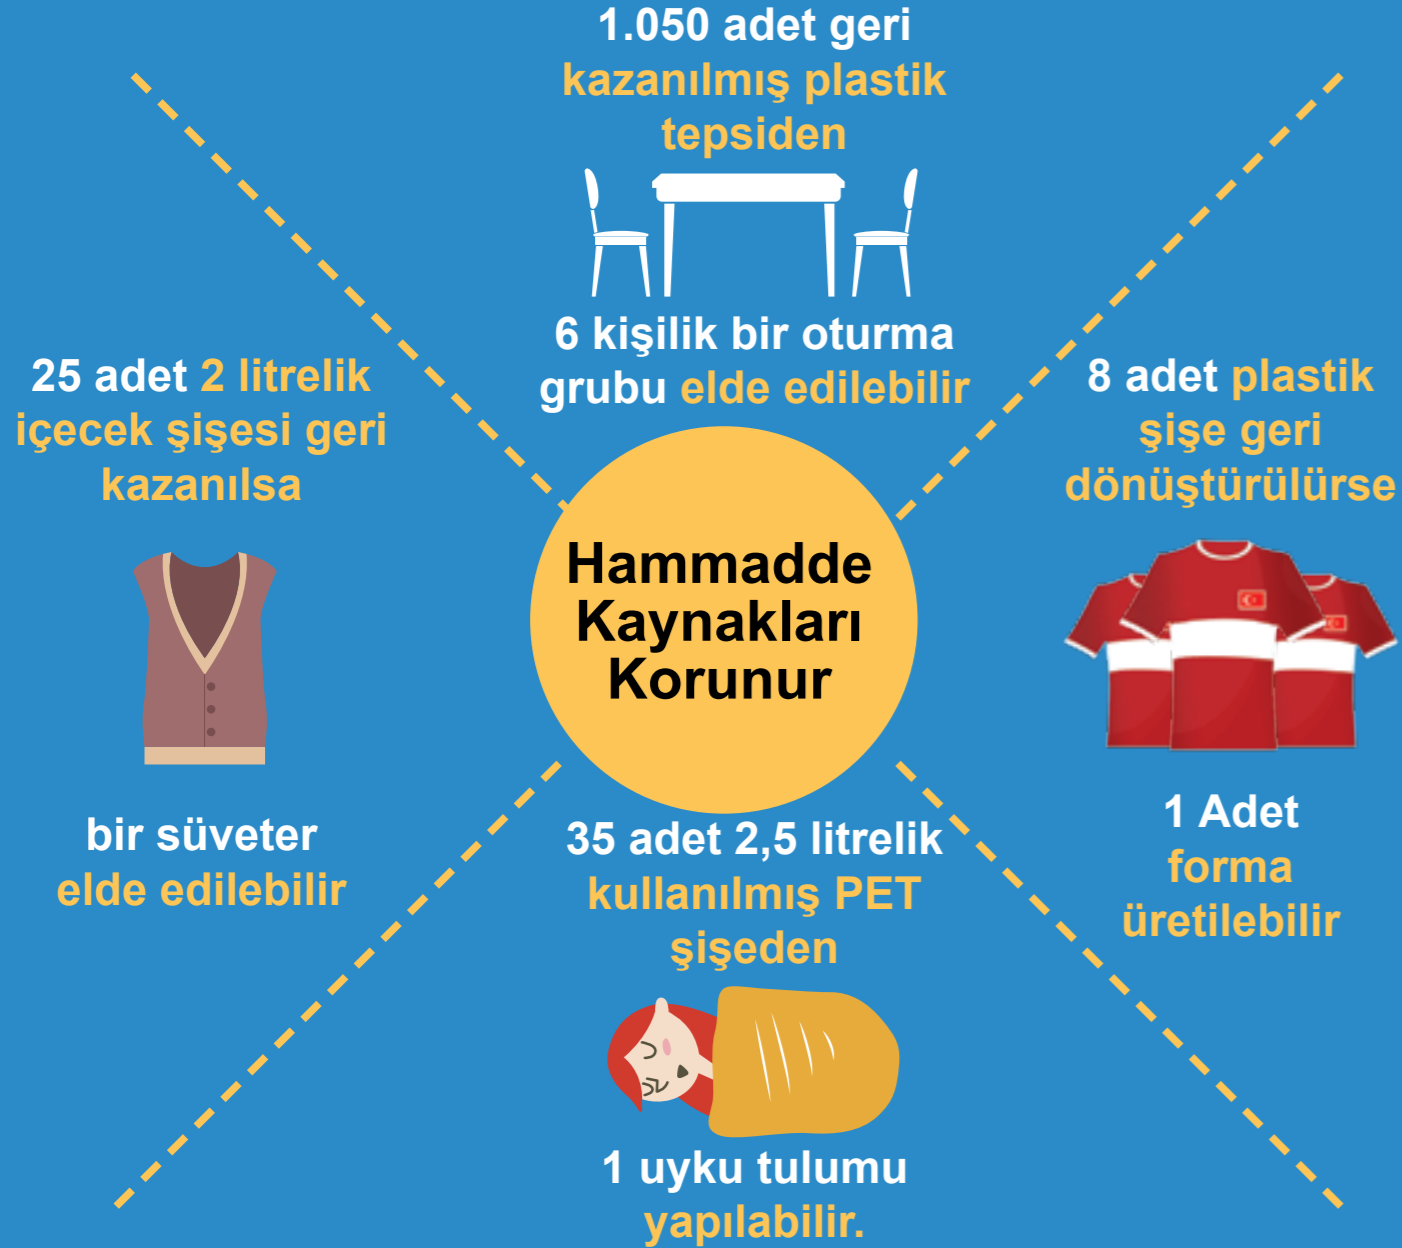 1.050 adet geri
kazanılmış plastik
tepsiden
6 kişilik bir oturma
grubu elde edilebilir
25 adet 2 litrelik
içecek şişesi geri
kazanılsa
bir süveter
elde edilebilir
Hammadde
Kaynakları
Korunur
8 adet plastik
şişe geri
dönüştürülürse
1 Adet
forma
üretilebilir
35 adet 2,5 litrelik
kullanılmış PET
şişeden
1 uyku tulumu
yapılabilir.